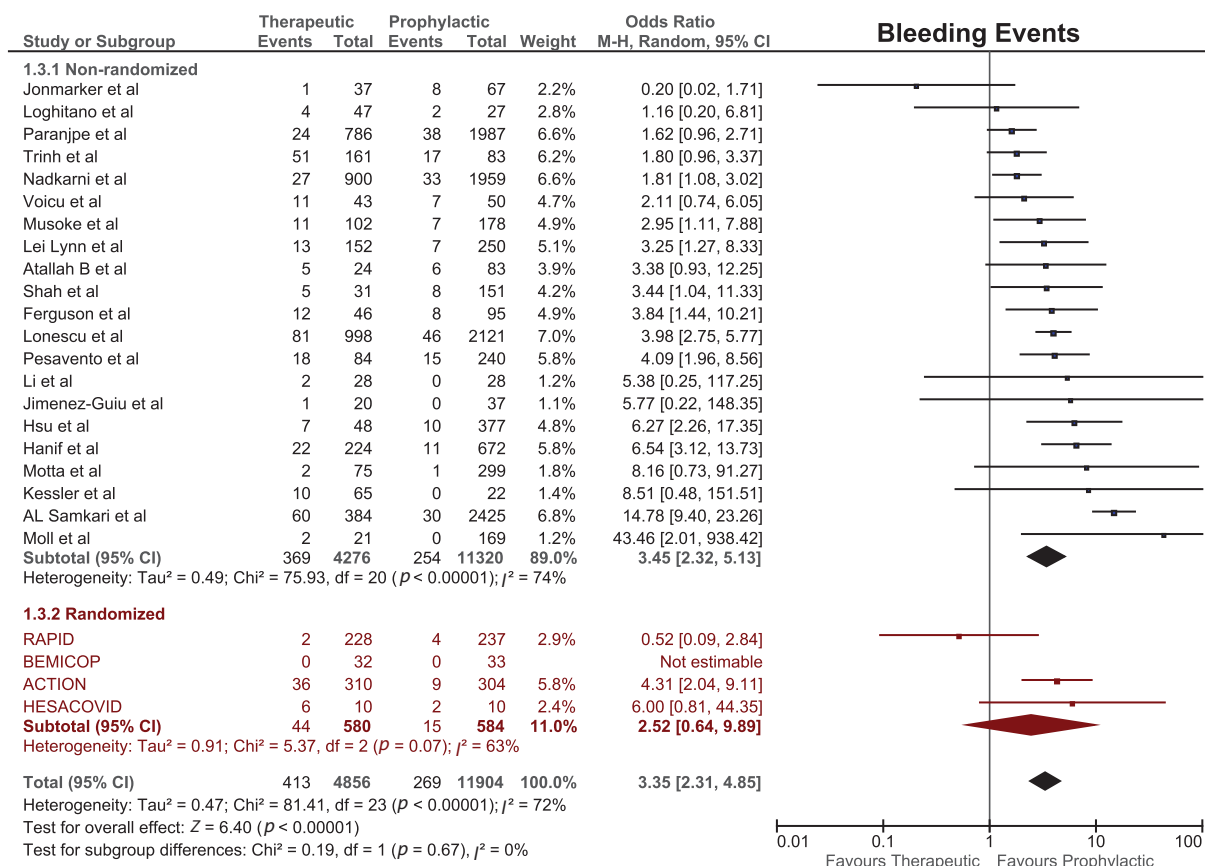 Therapeutic Prophylactic Odds Ratio Bleeding Events
Study or Subgroup Events Total Events Total Weight M-H, Random, 95% CI
1.3.1 Non-randomized
Jonmarker et al 1 37 8 67 2.2% 0.20 [0.02, 1.71]
Loghitano et al 4 47 2 27 2.8% 1.16 [0.20, 6.81]
Paranjpe et al 24 786 38 1987 6.6% 1.62 [0.96, 2.71]
Trinh et al 51 161 17 83 6.2% 1.80 [0.96, 3.37]
Nadkarni et al 27 900 33 1959 6.6% 1.81 [1.08, 3.02]
Voicu et al 11 43 7 50 4.7% 2.11 [0.74, 6.05]
Musoke et al 11 102 7 178 4.9% 2.95 [1.11, 7.88]
Lei Lynn et al 13 152 7 250 5.1% 3.25 [1.27, 8.33]
Atallah B et al 5 24 6 83 3.9% 3.38 [0.93, 12.25]
Shah et al 5 31 8 151 4.2% 3.44 [1.04, 11.33]
Ferguson et al 12 46 8 95 4.9% 3.84 [1.44, 10.21]
Lonescu et al 81 998 46 2121 7.0% 3.98 [2.75, 5.77]
Pesavento et al 18 84 15 240 5.8% 4.09 [1.96, 8.56]
Li et al 2 28 0 28 1.2% 5.38 [0.25, 117.25]
Jimenez-Guiu et al 1 20 0 37 1.1% 5.77 [0.22, 148.35]
Hsu et al 7 48 10 377 4.8% 6.27 [2.26, 17.35]
Hanif et al 22 224 11 672 5.8% 6.54 [3.12, 13.73]
Motta et al 2 75 1 299 1.8% 8.16 [0.73, 91.27]
Kessler et al 10 65 0 22 1.4% 8.51 [0.48, 151.51]
AL Samkari et al 60 384 30 2425 6.8% 14.78 [9.40, 23.26]
Moll et al 2 21 0 169 1.2% 43.46 [2.01, 938.42]
Subtotal (95% CI) 369 4276 254 11320 89.0% 3.45 [2.32, 5.13]
Heterogeneity: Tau² = 0.49; Chi² = 75.93, df = 20 (p < 0.00001); I² = 74%
1.3.2 Randomized
RAPID 2 228 4 237 2.9% 0.52 [0.09, 2.84]
BEMICOP 0 32 0 33 Not estimable
ACTION 36 310 9 304 5.8% 4.31 [2.04, 9.11]
HESACOVID 6 10 2 10 2.4% 6.00 [0.81, 44.35]
Subtotal (95% CI) 44 580 15 584 11.0% 2.52 [0.64, 9.89]
Heterogeneity: Tau² = 0.91; Chi² = 5.37, df = 2 (p = 0.07); I² = 63%
Total (95% CI) 413 4856 269 11904 100.0% 3.35 [2.31, 4.85]
Heterogeneity: Tau² = 0.47; Chi² = 81.41, df = 23 (p < 0.00001); I² = 72%
Test for overall effect: Z = 6.40 (p < 0.00001)
Test for subgroup differences: Chi² = 0.19, df = 1 (p = 0.67), I² = 0%
0.01 0.1 1 10 100
Favours Therapeutic Favours Prophylactic